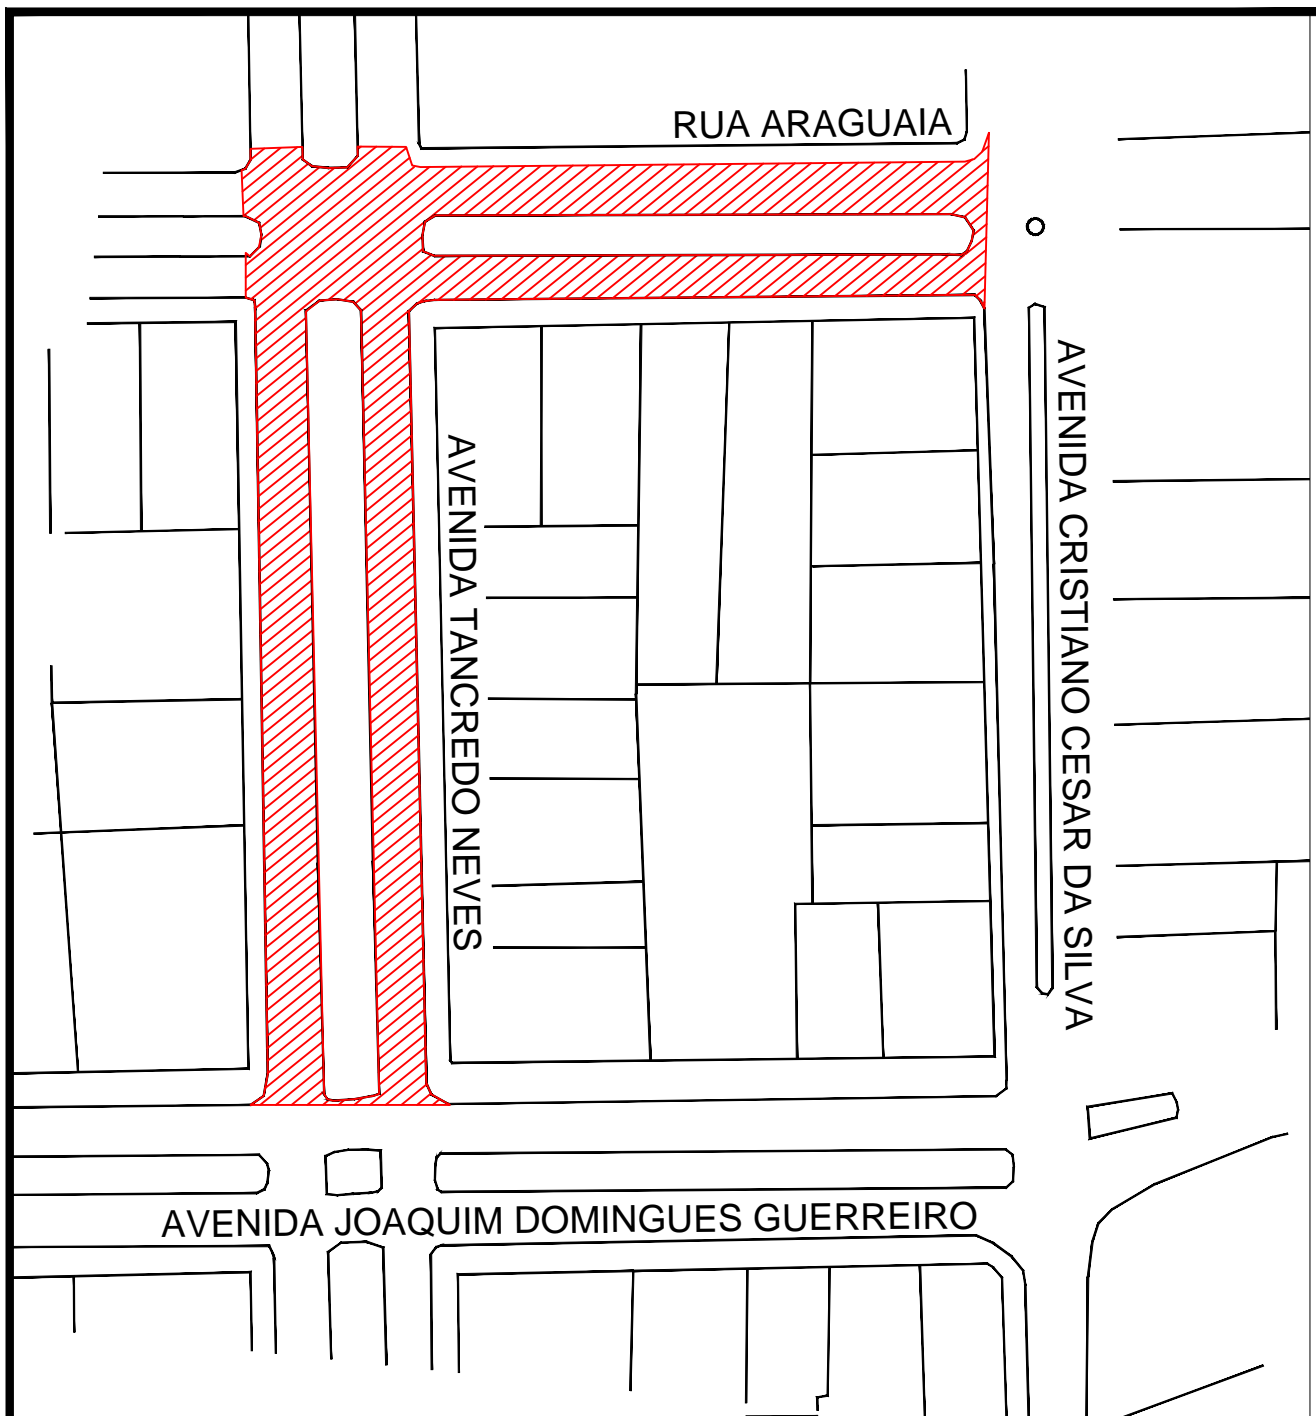 RUA ARAGUAIA
AVENIDA TANCREDO NEVES
AVENIDA CRISTIANO CESAR DA SILVA
AVENIDA JOAQUIM DOMINGUES GUERREIRO